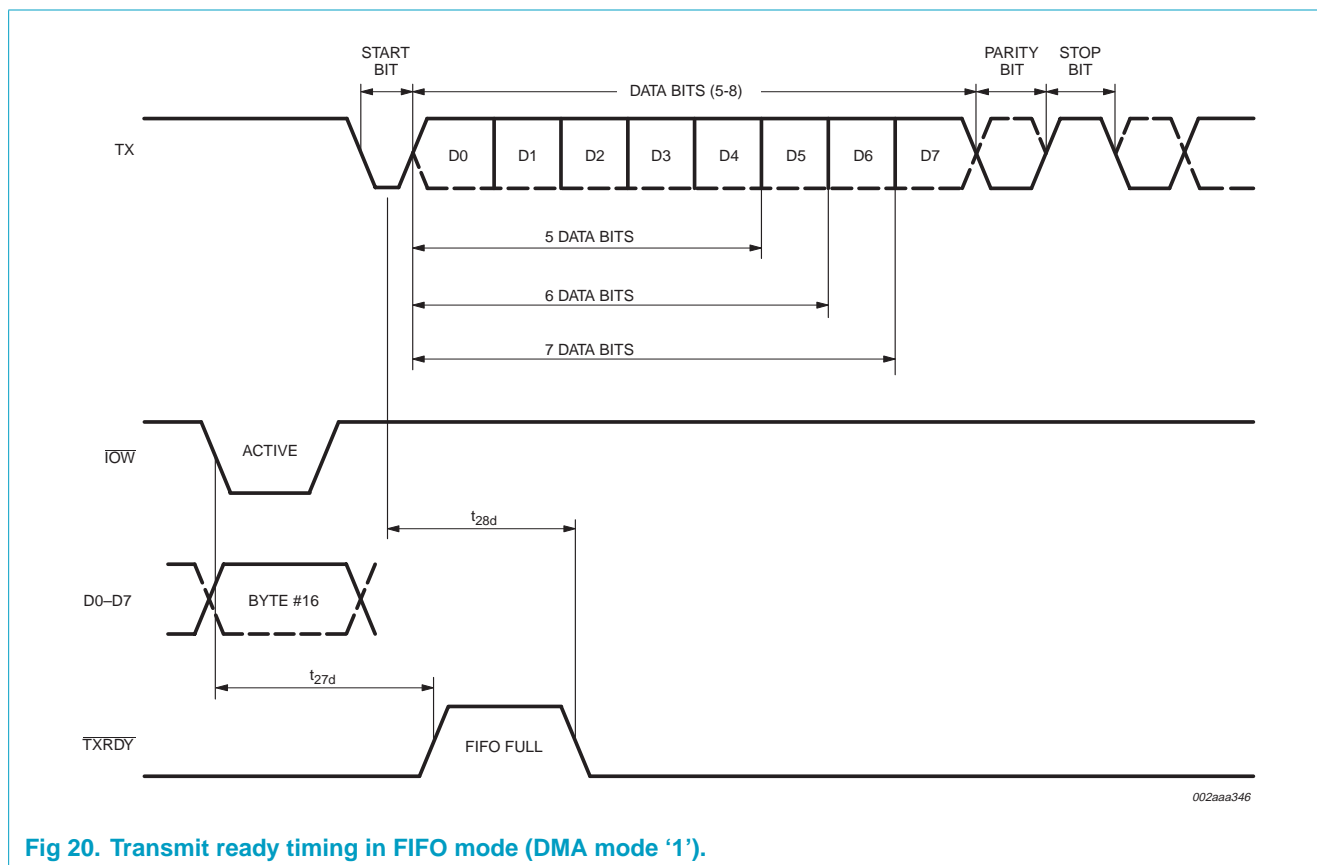 START
BIT
DATA BITS (5-8)
PARITY
BIT
STOP
BIT
TX
D0
D1
D2
D3
D4
D5
D6
D7
5 DATA BITS
6 DATA BITS
7 DATA BITS
IOW
ACTIVE
t28d
D0–D7
BYTE #16
t27d
TXRDY
FIFO FULL
002aaa346
Fig 20. Transmit ready timing in FIFO mode (DMA mode ‘1’).